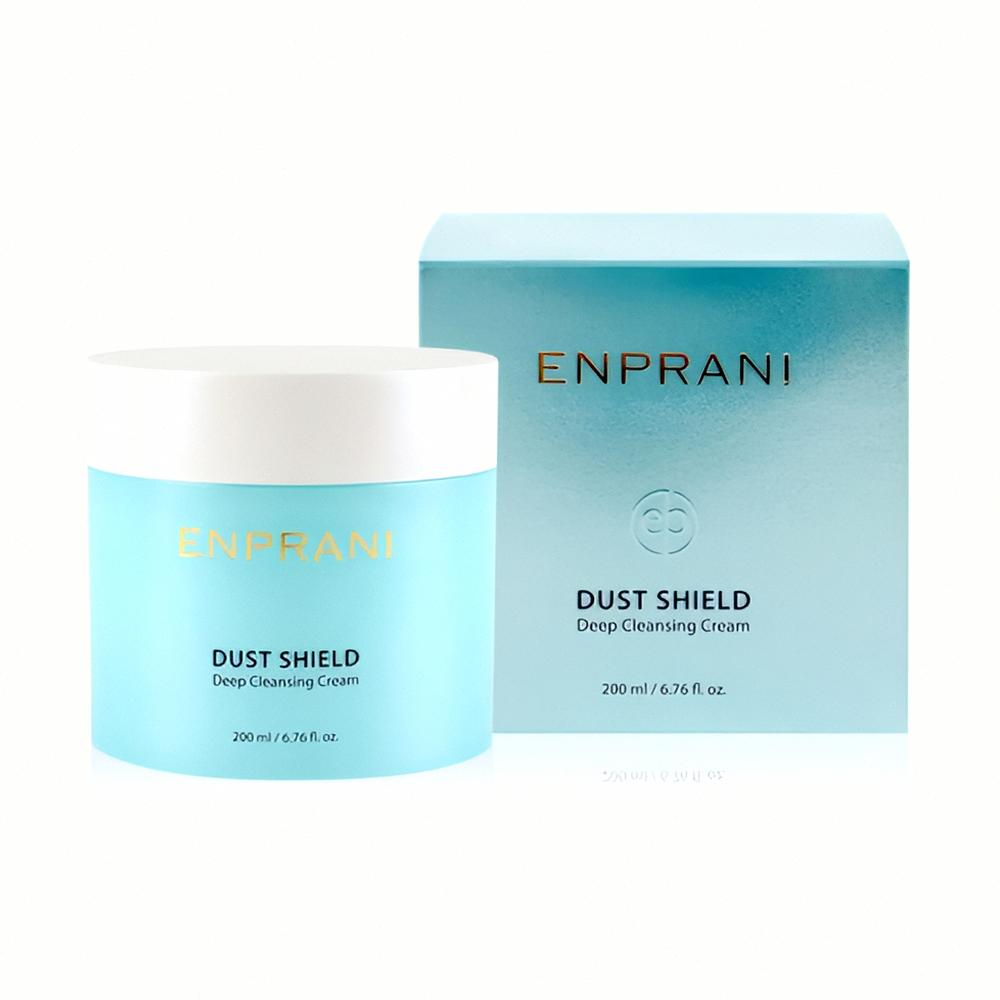 ENPRANI
DUST SHIELD
Deep Cleansing Cream
200 ml / 6.76 fl. oz.
ENPRANI
DUST SHIELD
Deep Cleansing Cream
200 ml / 6.76 fl. oz.